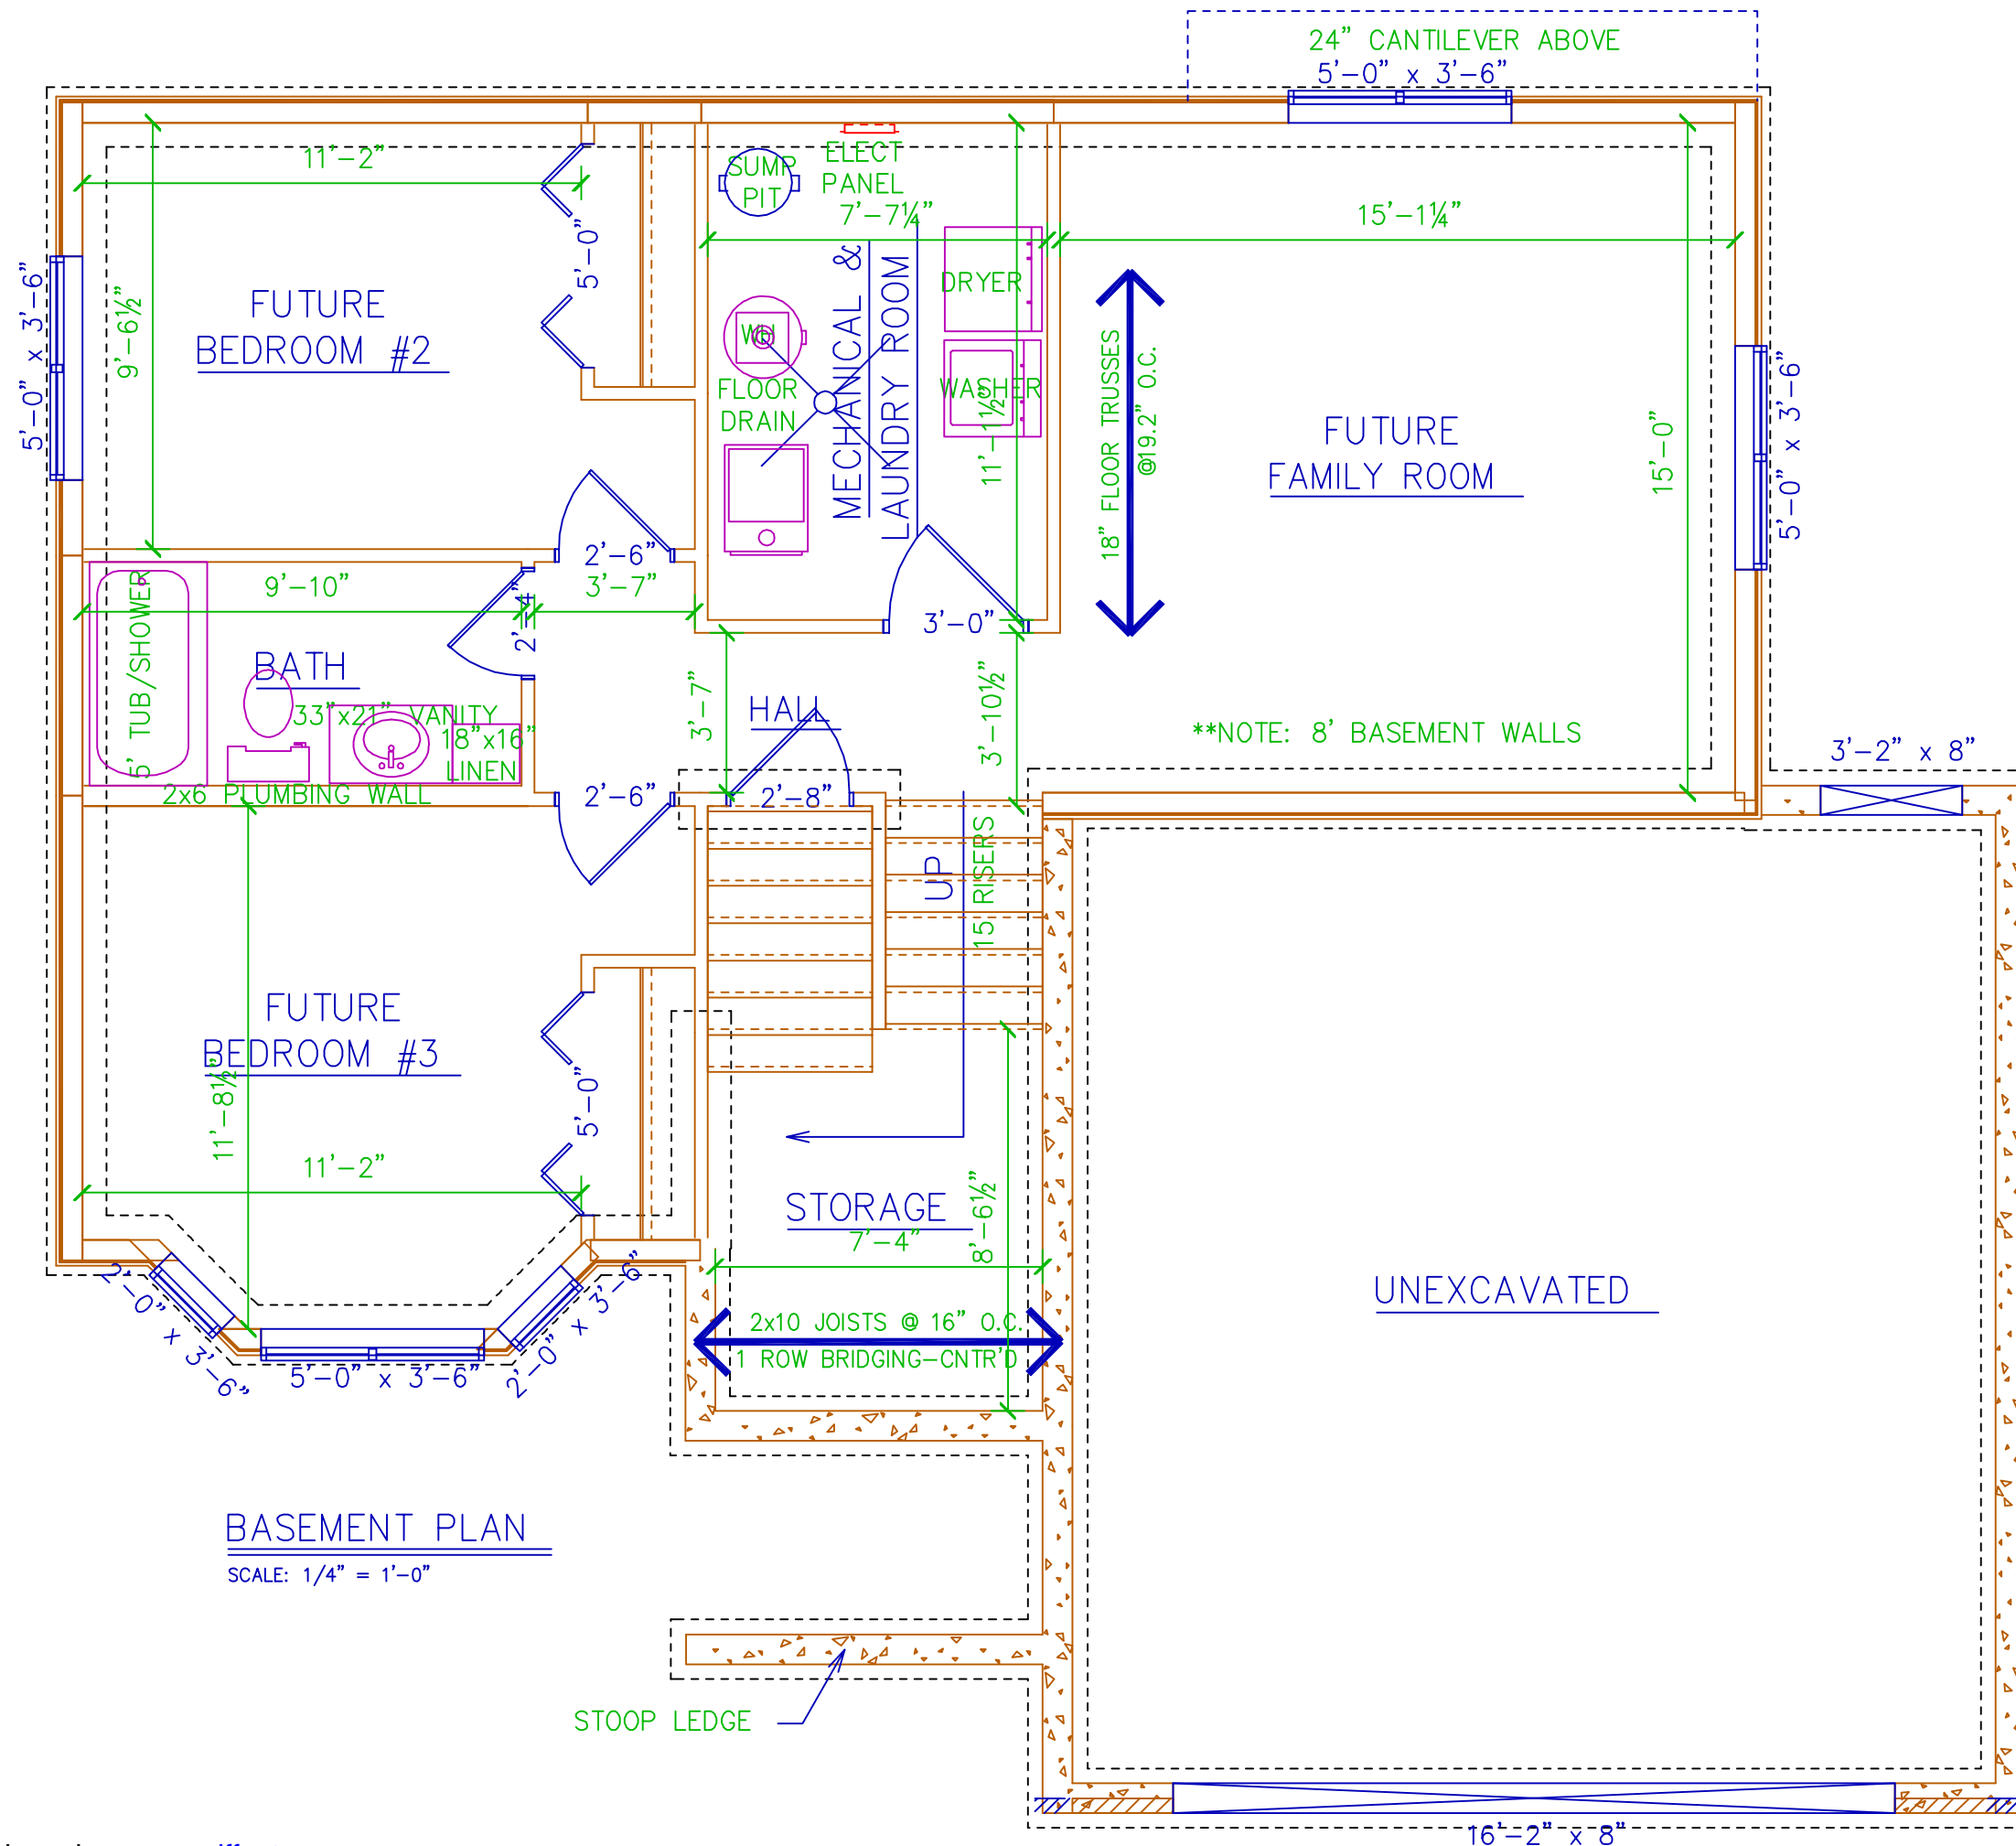 24" CANTILEVER ABOVE
5'-0" x 3'-6"
11'-2"
SUMP
PIT
ELECT
PANEL
7'-7¼"
15'-1¼"
5'-0"
5'-0" x 3'-6"
9'-6½"
FUTURE
BEDROOM #2
DRYER
WH
MECHANICAL &
LAUNDRY ROOM
FLOOR
DRAIN
WASHER
11'-1½"
18" FLOOR TRUSSES
@19.2" O.C.
FUTURE
FAMILY ROOM
15'-0"
5'-0" x 3'-6"
2'-6"
9'-10"
3'-7"
2'-4"
3'-0"
5' TUB/SHOWER
BATH
33"x21" VANITY
18"x16"
LINEN
2x6 PLUMBING WALL
3'-7"
HALL
3'-10½"
**NOTE: 8' BASEMENT WALLS
3'-2" x 8"
2'-6"
2'-8"
UP
15 RISERS
FUTURE
BEDROOM #3
11'-8½"
5'-0"
11'-2"
STORAGE
7'-4"
8'-6½"
UNEXCAVATED
2'-0" x 3'-6"
5'-0" x 3'-6"
2'-0" x 3'-6"
2x10 JOISTS @ 16" O.C.
1 ROW BRIDGING-CNTR'D
BASEMENT PLAN
SCALE: 1/4" = 1'-0"
STOOP LEDGE
16'-2" x 8"